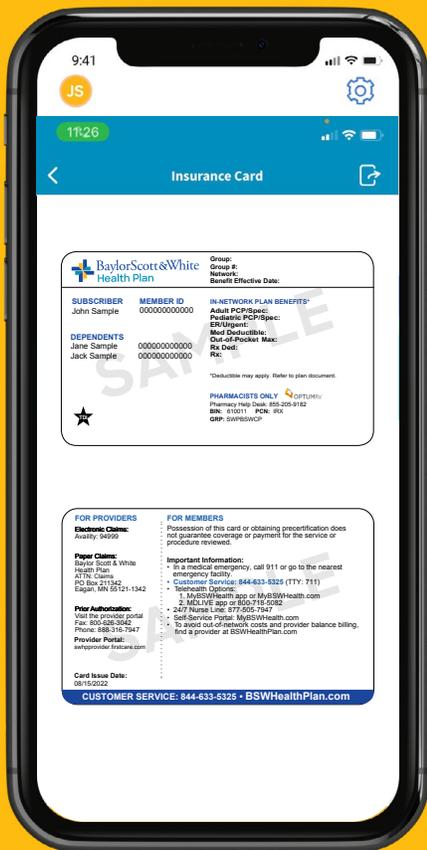 9:41
JS
11:26
Insurance Card
BaylorScott&White
Health Plan
Group:
Group #:
Network:
Benefit Effective Date:
SUBSCRIBER MEMBER ID
John Sample 000000000000
DEPENDENTS
Jane Sample 000000000000
Jack Sample 000000000000
IN-NETWORK PLAN BENEFITS*
Adult PCP/Spec:
Pediatric PCP/Spec:
ER/Urgent:
Med Deductible:
Out-of-Pocket Max:
Rx Ded:
Rx:
*Deductible may apply. Refer to plan document.
PHARMACISTS ONLY OPTUMRx
Pharmacy Help Desk: 855-205-9182
BIN: 610011 PCN: IRX
GRP: SWPBSWCP
SAMPLE
FOR PROVIDERS
Electronic Claims:
Availity: 94999
Paper Claims:
Baylor Scott & White
Health Plan
ATTN: Claims
PO Box 211342
Eagan, MN 55121-1342
Prior Authorization:
Visit the provider portal
Fax: 800-626-3042
Phone: 888-316-7947
Provider Portal:
swhpprovider.firstcare.com
Card Issue Date:
08/15/2022
FOR MEMBERS
Possession of this card or obtaining precertification does
not guarantee coverage or payment for the service or
procedure reviewed.
Important Information:
• In a medical emergency, call 911 or go to the nearest
emergency facility.
• Customer Service: 844-633-5325 (TTY: 711)
• Telehealth Options:
1. MyBSWHealth app or MyBSWHealth.com
2. MDLIVE app or 800-718-5082
• 24/7 Nurse Line: 877-505-7947
• Self-Service Portal: MyBSWHealth.com
• To avoid out-of-network costs and provider balance billing,
find a provider at BSWHealthPlan.com
SAMPLE
CUSTOMER SERVICE: 844-633-5325 • BSWHealthPlan.com